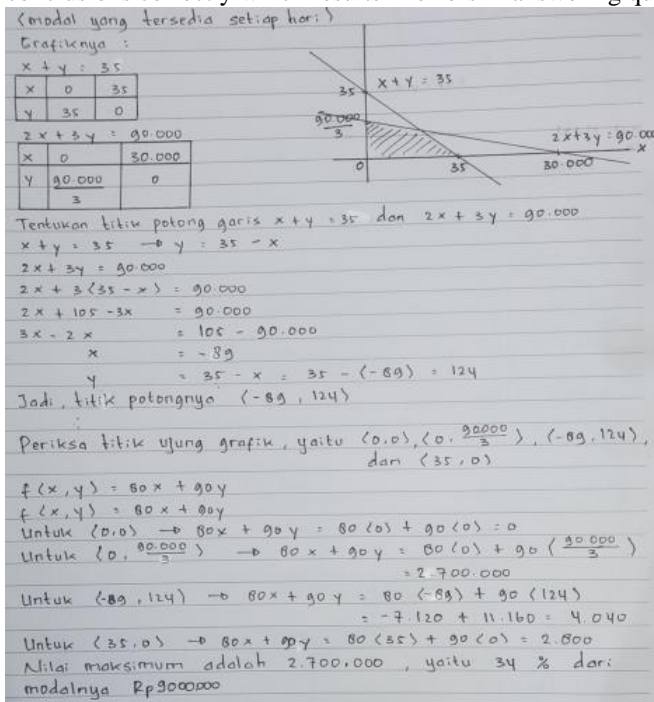 (modal yang tersedia setiap hari)
Grafiknya :
x + y = 35
x 0 35
y 35 0
2x + 3y = 90.000
x 0 30.000
y 90.000/3 0
35
x + y = 35
90.000/3
2x + 3y = 90.00
x
0
35
30.000
Tentukan titik potong garis x + y = 35 dan 2x + 3y = 90.000
x + y = 35 → y = 35 - x
2x + 3y = 90.000
2x + 3(35 - x) = 90.000
2x + 105 - 3x = 90.000
3x - 2x = 105 - 90.000
x = -89
y = 35 - x = 35 - (-89) = 124
Jadi, titik potongnya (-89, 124)
:
Periksa titik ujung grafik, yaitu (0,0), (0, 90000/3), (-89, 124),
dan (35, 0)
f(x,y) = 80x + 90y
f(x,y) = 80x + 90y
Untuk (0,0) → 80x + 90y = 80(0) + 90(0) = 0
Untuk (0, 90.000/3) → 80x + 90y = 80(0) + 90(90.000/3)
= 2.700.000
Untuk (-89, 124) → 80x + 90y = 80(-89) + 90(124)
= -7.120 + 11.160 = 4.040
Untuk (35,0) → 80x + 90y = 80(35) + 90(0) = 2.800
Nilai maksimum adalah 2.700.000, yaitu 34 % dari
modalnya Rp9000000